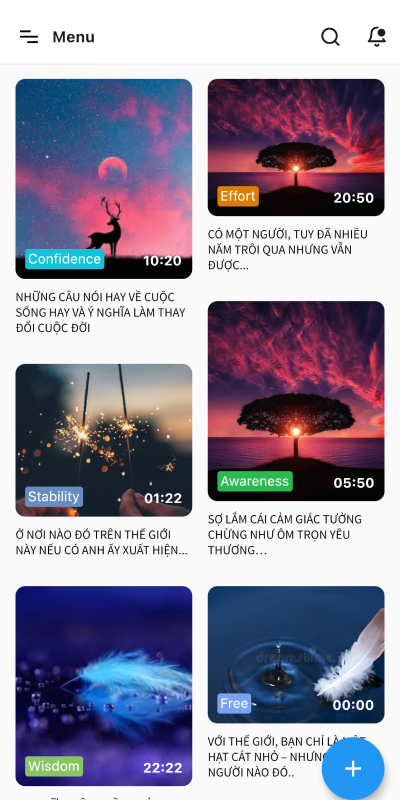 Menu
Confidence
10:20
NHỮNG CÂU NÓI HAY VỀ CUỘC
SỐNG HAY VÀ Ý NGHĨA LÀM THAY
ĐỔI CUỘC ĐỜI
Effort
20:50
CÓ MỘT NGƯỜI, TUY ĐÃ NHIỀU
NĂM TRÔI QUA NHƯNG VẪN
ĐƯỢC...
Stability
01:22
Ở NƠI NÀO ĐÓ TRÊN THẾ GIỚI
NÀY NẾU CÓ ANH ẤY XUẤT HIỆN...
Awareness
05:50
SỢ LẮM CÁI CẢM GIÁC TƯỞNG
CHỪNG NHƯ ÔM TRỌN YÊU
THƯƠNG...
Wisdom
22:22
dreamstime
Free
00:00
VỚI THẾ GIỚI, BẠN CHỈ LÀ
HẠT CÁT NHỎ – NHƯNG
NGƯỜI NÀO ĐÓ..